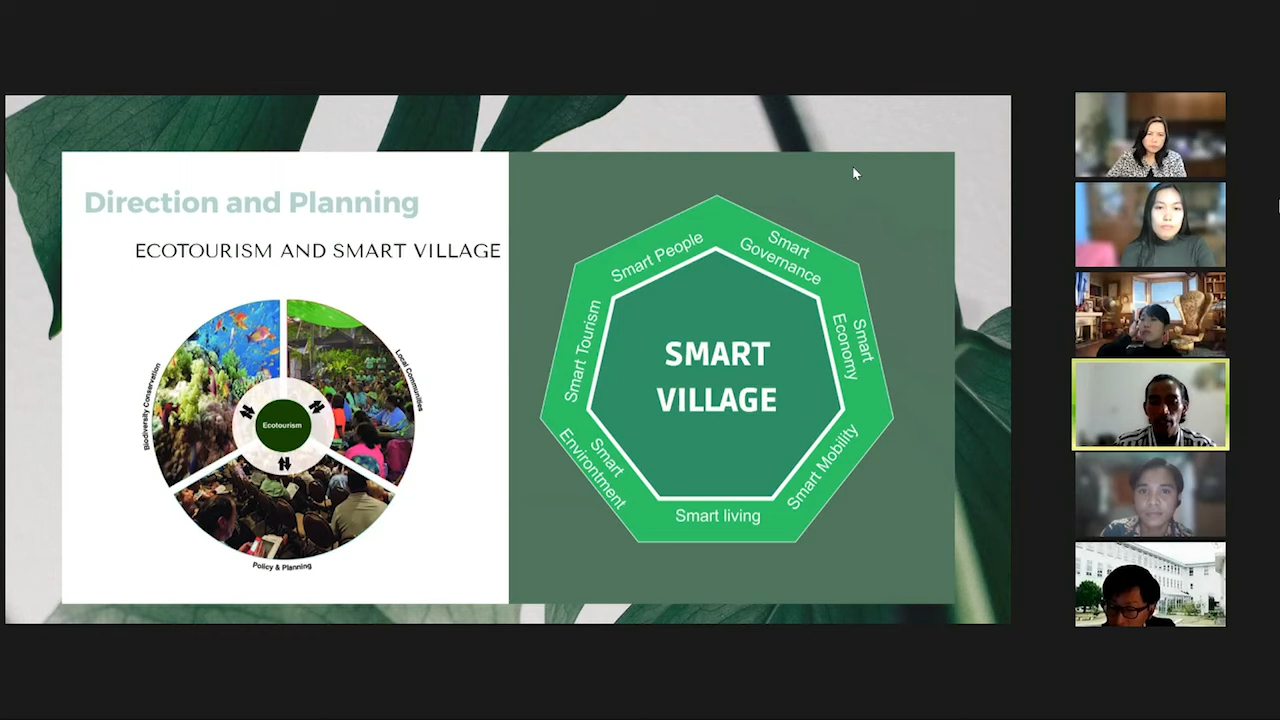 Direction and Planning
ECOTOURISM AND SMART VILLAGE
Biodiversity Conservation
Local Communities
Ecotourism
Policy & Planning
Smart People
Smart
Governance
Smart Tourism
Smart
Economy
SMART
VILLAGE
Smart
Environtment
Smart Mobility
Smart living